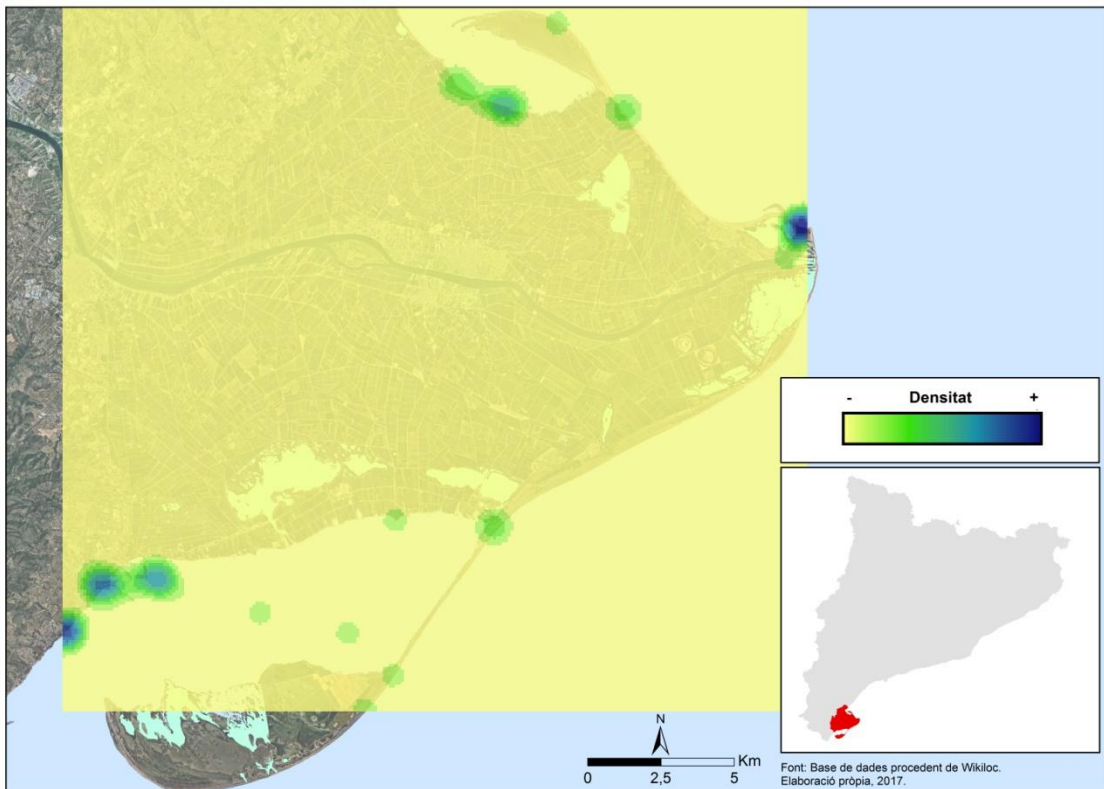 - Densitat +
N
Km
0 2,5 5
Font: Base de dades procedent de Wikiloc.
Elaboració pròpia, 2017.